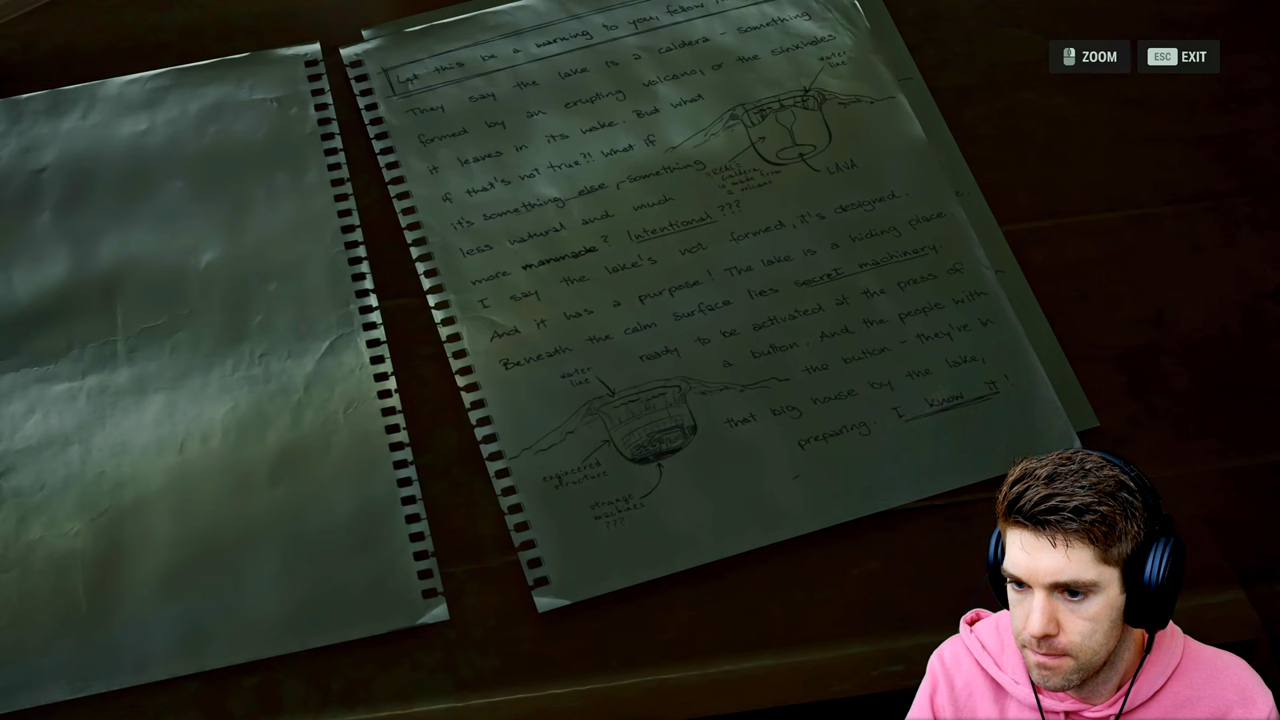 ZOOM
ESC EXIT
Let this be a warning to you, fellow
They say the lake is a caldera - something
formed by an erupting volcano, or the sinkholes
it leaves in its wake. But what
if that's not true?! What if
it's something else, something
less natural and much
more manmade? Intentional???
I say the lake's not formed, it's designed.
And it has a purpose! The lake is a hiding place.
Beneath the calm surface lies secret machinery.
ready to be activated at the press of
a button. And the people with
the button - they're in
that big house by the lake,
preparing. I know it!
water
line
caldera
is made from
a volcano
LAVA
water
line
engineered
structure
strange
machines
???